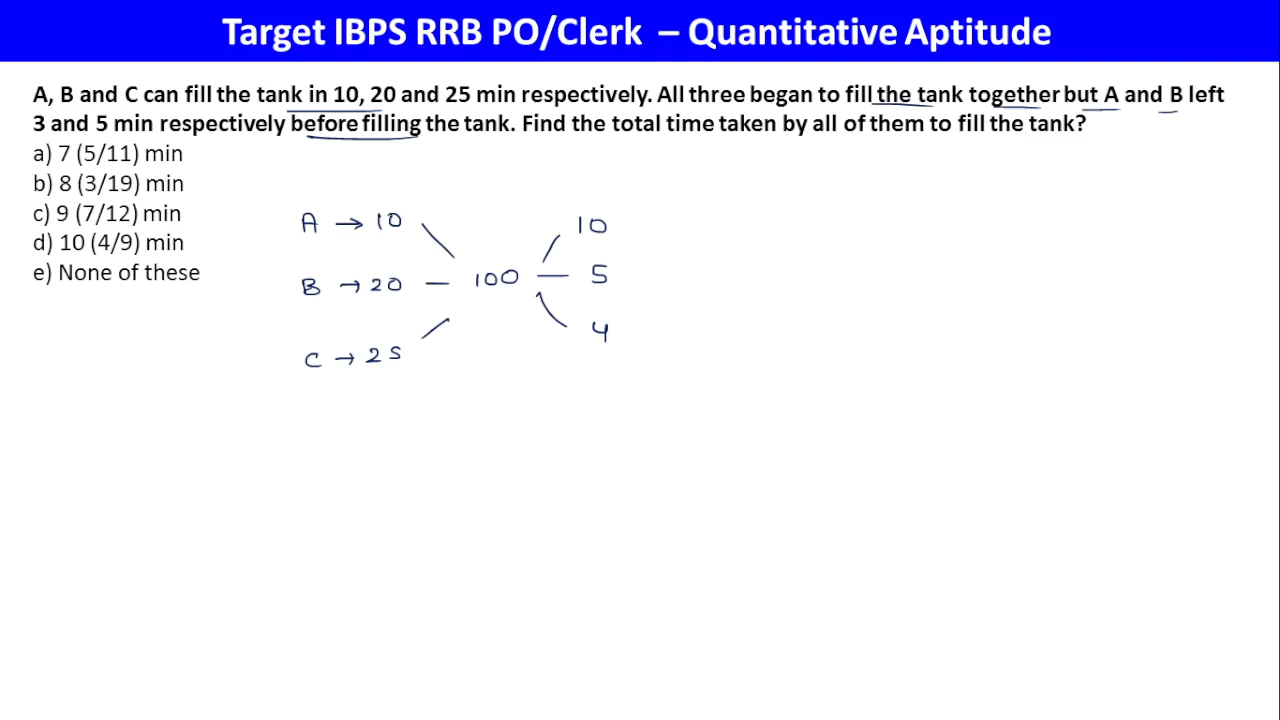 Target IBPS RRB PO/Clerk – Quantitative Aptitude
A, B and C can fill the tank in 10, 20 and 25 min respectively. All three began to fill the tank together but A and B left
3 and 5 min respectively before filling the tank. Find the total time taken by all of them to fill the tank?
a) 7 (5/11) min
b) 8 (3/19) min
c) 9 (7/12) min
d) 10 (4/9) min
e) None of these
A → 10
10
B → 20 — 100 — 5
4
C → 25